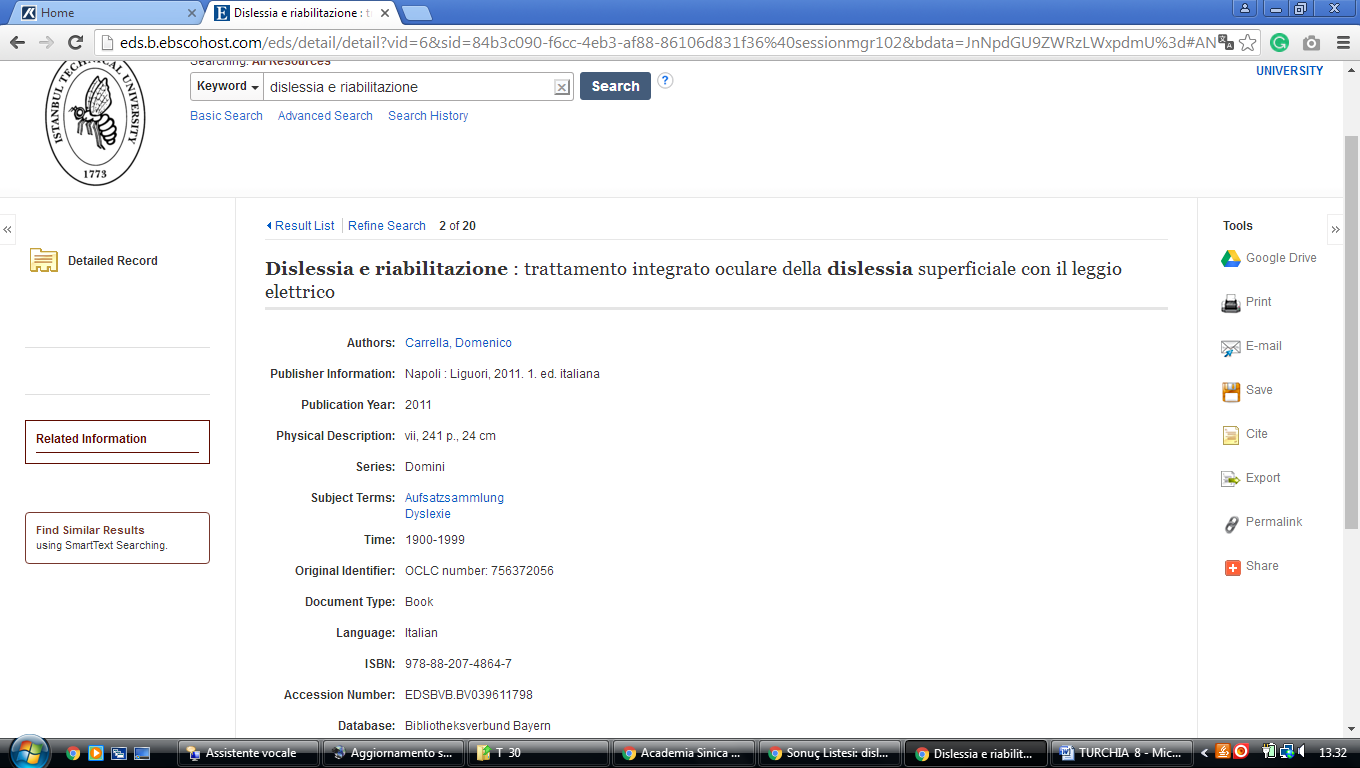 Home
Dislessia e riabilitazione : t
eds.b.ebscohost.com/eds/detail/detail?vid=6&sid=84b3c090-f6cc-4eb3-af88-86106d831f36%40sessionmgr102&bdata=JnNpdGU9ZWRzLWxpdmU%3d#AN
Searching: All Resources
UNIVERSITY
Keyword
dislessia e riabilitazione
Search
?
Basic Search Advanced Search Search History
ISTANBUL TECHNICAL UNIVERSITY
1773
Result List Refine Search 2 of 20
Tools
Detailed Record
Dislessia e riabilitazione : trattamento integrato oculare della dislessia superficiale con il leggio
elettrico
Google Drive
Print
E-mail
Save
Cite
Export
Permalink
Share
Authors: Carrella, Domenico
Publisher Information: Napoli : Liguori, 2011. 1. ed. italiana
Publication Year: 2011
Physical Description: vii, 241 p., 24 cm
Series: Domini
Subject Terms: Aufsatzsammlung
Dyslexie
Time: 1900-1999
Original Identifier: OCLC number: 756372056
Document Type: Book
Language: Italian
ISBN: 978-88-207-4864-7
Accession Number: EDSBVB.BV039611798
Database: Bibliotheksverbund Bayern
Related Information
Find Similar Results
using SmartText Searching.
Assistente vocale
Aggiornamento s...
T 30
Academia Sinica ...
Sonuç Listesi: disl...
Dislessia e riabilit...
TURCHIA 8 - Mic...
13.32